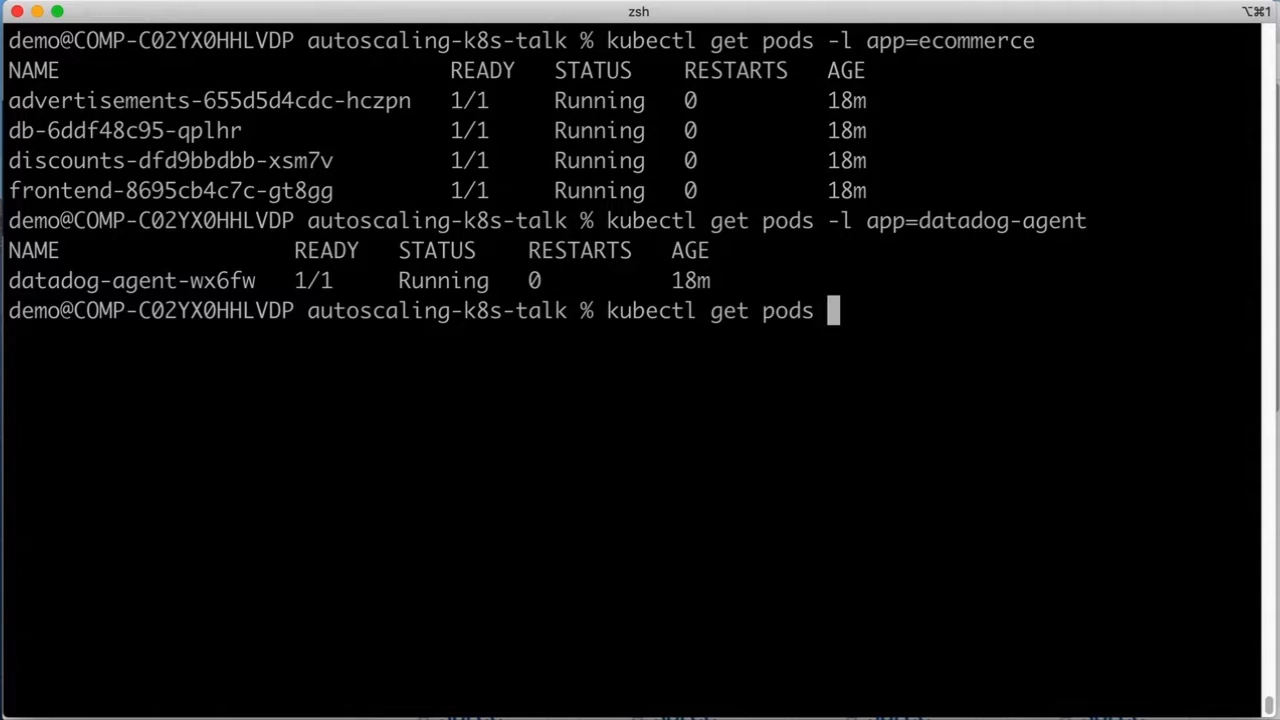 zsh
⌥⌘1
demo@COMP-C02YX0HHLVDP autoscaling-k8s-talk % kubectl get pods -l app=ecommerce
NAME READY STATUS RESTARTS AGE
advertisements-655d5d4cdc-hczpn 1/1 Running 0 18m
db-6ddf48c95-qplhr 1/1 Running 0 18m
discounts-dfd9bbdbb-xsm7v 1/1 Running 0 18m
frontend-8695cb4c7c-gt8gg 1/1 Running 0 18m
demo@COMP-C02YX0HHLVDP autoscaling-k8s-talk % kubectl get pods -l app=datadog-agent
NAME READY STATUS RESTARTS AGE
datadog-agent-wx6fw 1/1 Running 0 18m
demo@COMP-C02YX0HHLVDP autoscaling-k8s-talk % kubectl get pods